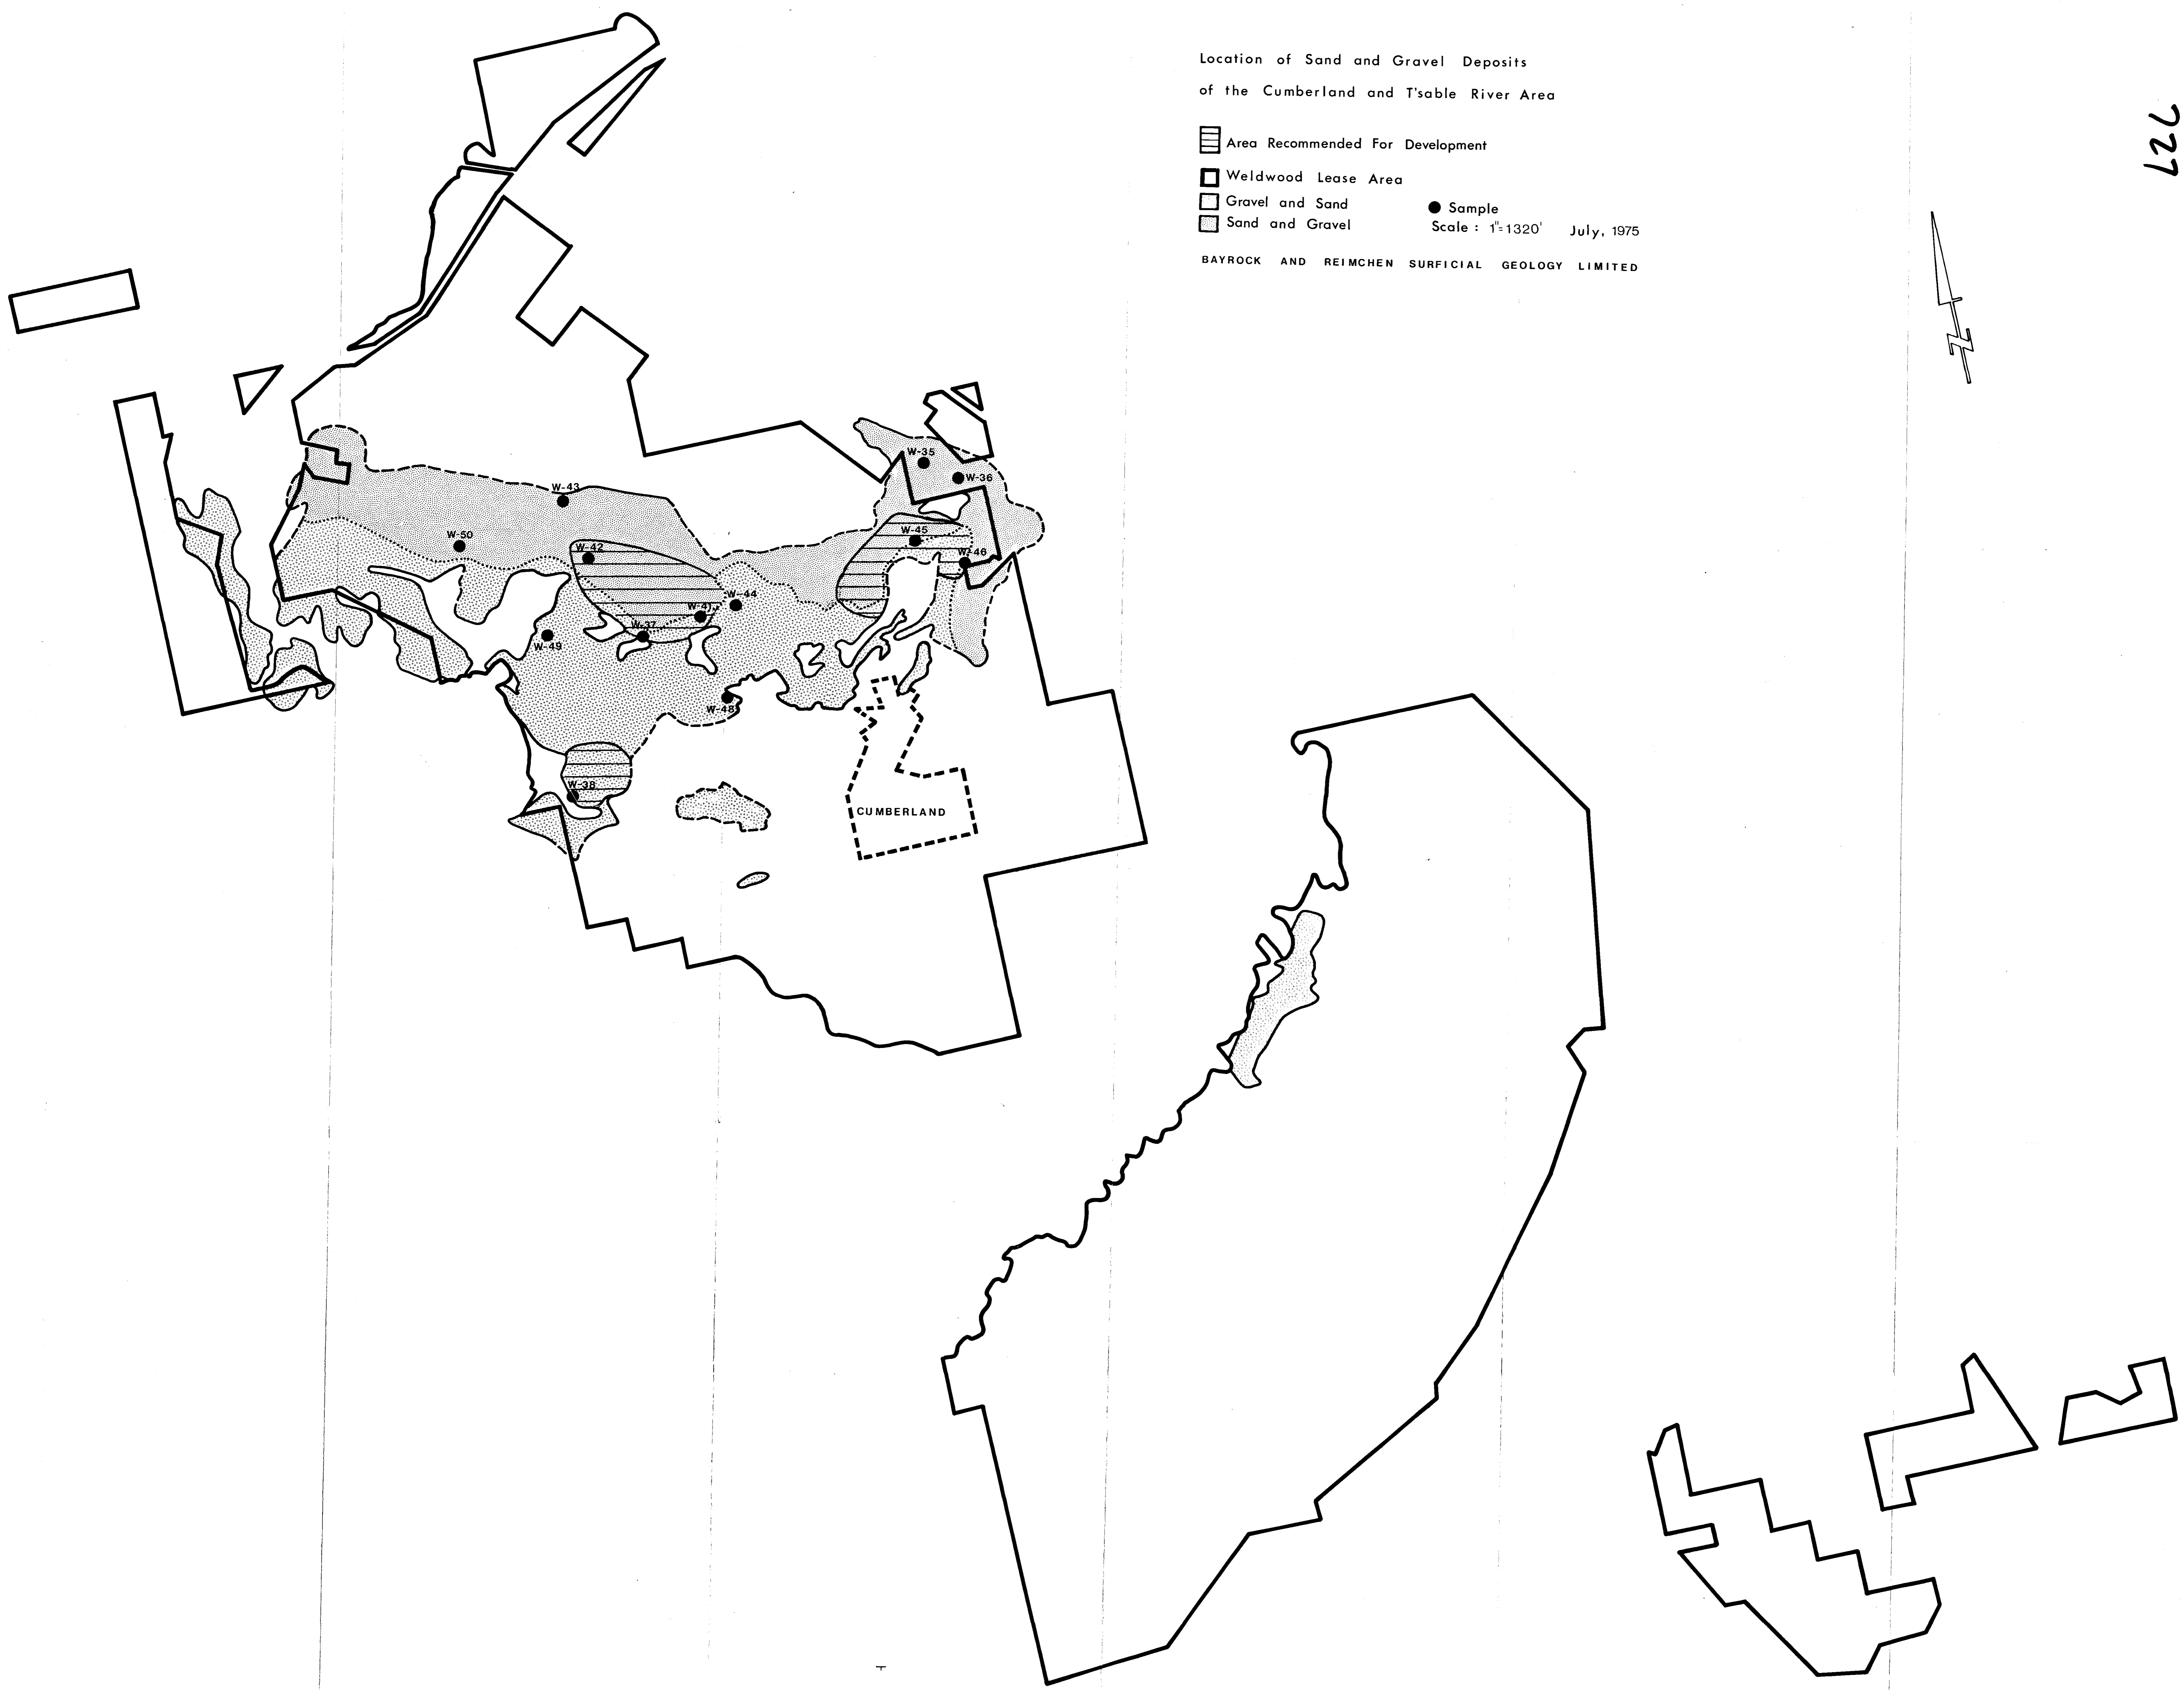 Location of Sand and Gravel Deposits
of the Cumberland and T'sable River Area
Area Recommended For Development
Weldwood Lease Area
Gravel and Sand
Sand and Gravel
Sample
Scale : 1"=1320' July, 1975
BAYROCK AND REIMCHEN SURFICIAL GEOLOGY LIMITED
727
W-35
W-36
W-43
W-45
W-50
W-42
W-46
W-44
W-41
W-37
W-49
W-48
W-38
CUMBERLAND